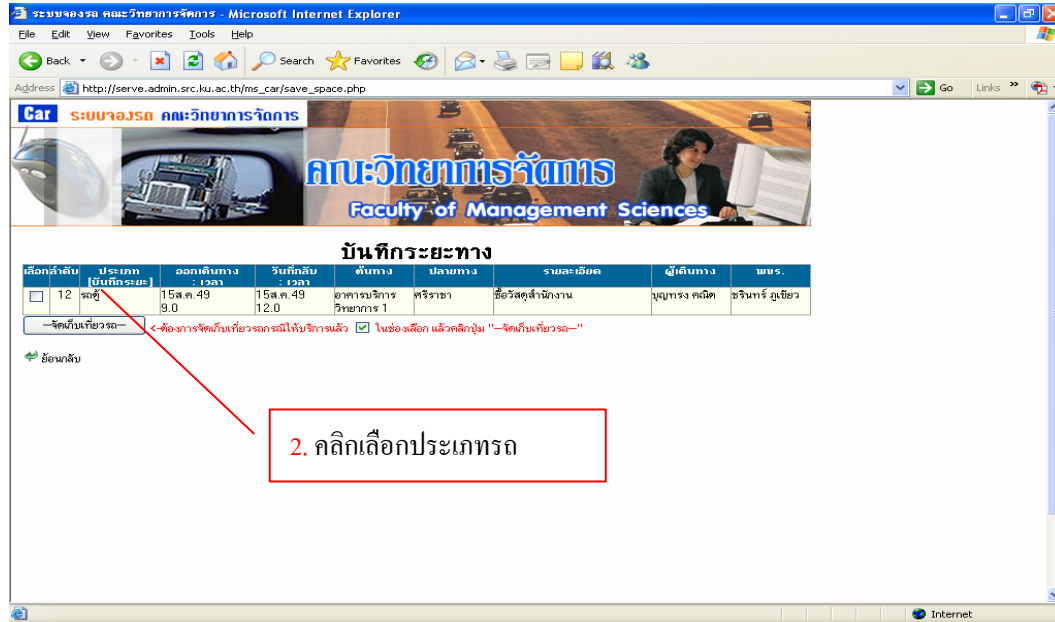 ระบบจองรถ คณะวิทยาการจัดการ - Microsoft Internet Explorer
File Edit View Favorites Tools Help
Back Search Favorites
Address http://serve.admin.src.ku.ac.th/ms_car/save_space.php Go Links
Car ระบบจองรถ คณะวิทยาการจัดการ
คณะวิทยาการจัดการ
Faculty of Management Sciences
บันทึกระยะทาง
เลือก ลำดับ ประเภท ออกเดินทาง วันที่กลับ ต้นทาง ปลายทาง รายละเอียด ผู้เดินทาง พขร.
[บันทึกระยะ] : เวลา : เวลา
12 รถตู้ 15ส.ค.49 15ส.ค.49 อาคารบริการ ศรีราชา ซื้อวัสดุสำนักงาน บุญทรง คณิต ชรินทร์ ภูเขียว
9.0 12.0 วิทยาการ 1
—จัดเก็บเที่ยวรถ— <-ต้องการจัดเก็บเที่ยวรถกรณีให้บริการแล้ว ในช่องเลือก แล้วคลิกปุ่ม "—จัดเก็บเที่ยวรถ—"
ย้อนกลับ
2. คลิกเลือกประเภทรถ
Internet